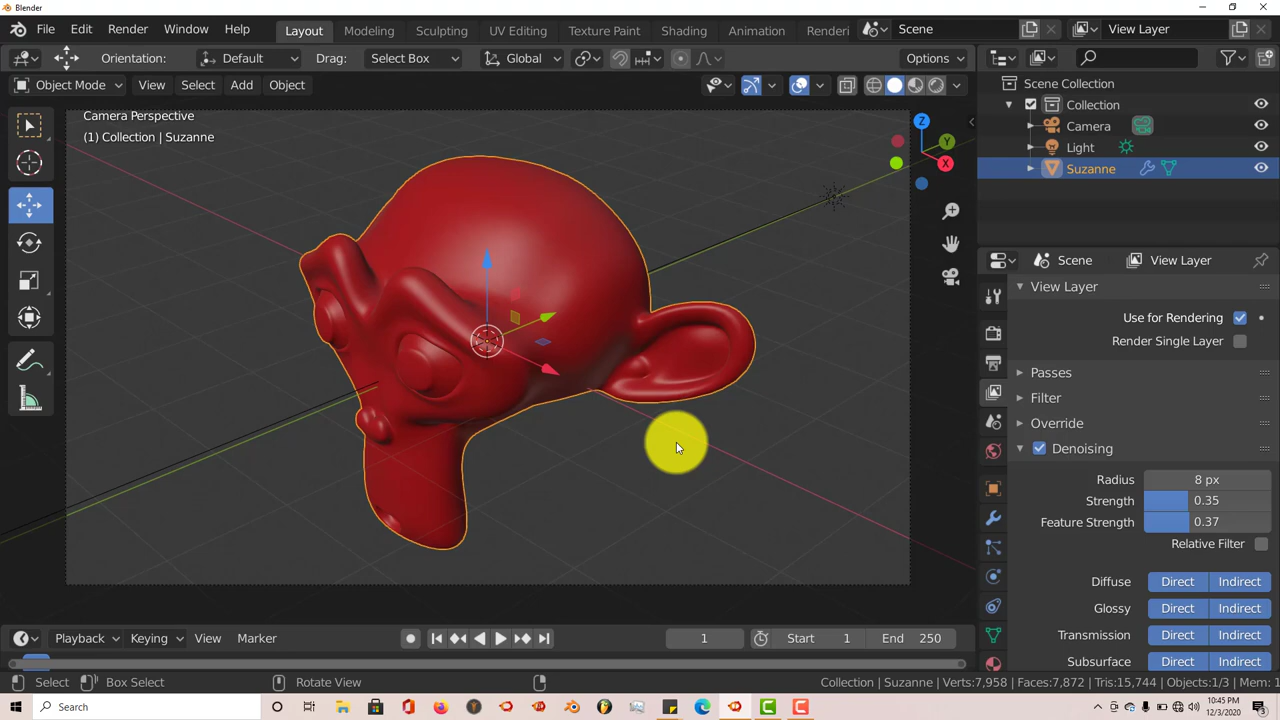 Blender
File Edit Render Window Help Layout Modeling Sculpting UV Editing Texture Paint Shading Animation Renderi Scene View Layer
Orientation: Default Drag: Select Box Global Options
Object Mode View Select Add Object
Camera Perspective
(1) Collection | Suzanne
Z
Y
X
Scene Collection
Collection
Camera
Light
Suzanne
Scene View Layer
View Layer
Use for Rendering
Render Single Layer
Passes
Filter
Override
Denoising
Radius 8 px
Strength 0.35
Feature Strength 0.37
Relative Filter
Diffuse Direct Indirect
Glossy Direct Indirect
Transmission Direct Indirect
Subsurface Direct Indirect
Playback Keying View Marker 1 Start 1 End 250
Select Box Select Rotate View Collection | Suzanne | Verts:7,958 | Faces:7,872 | Tris:15,744 | Objects:1/3 | Mem: 1
Search
10:45 PM
12/3/2020